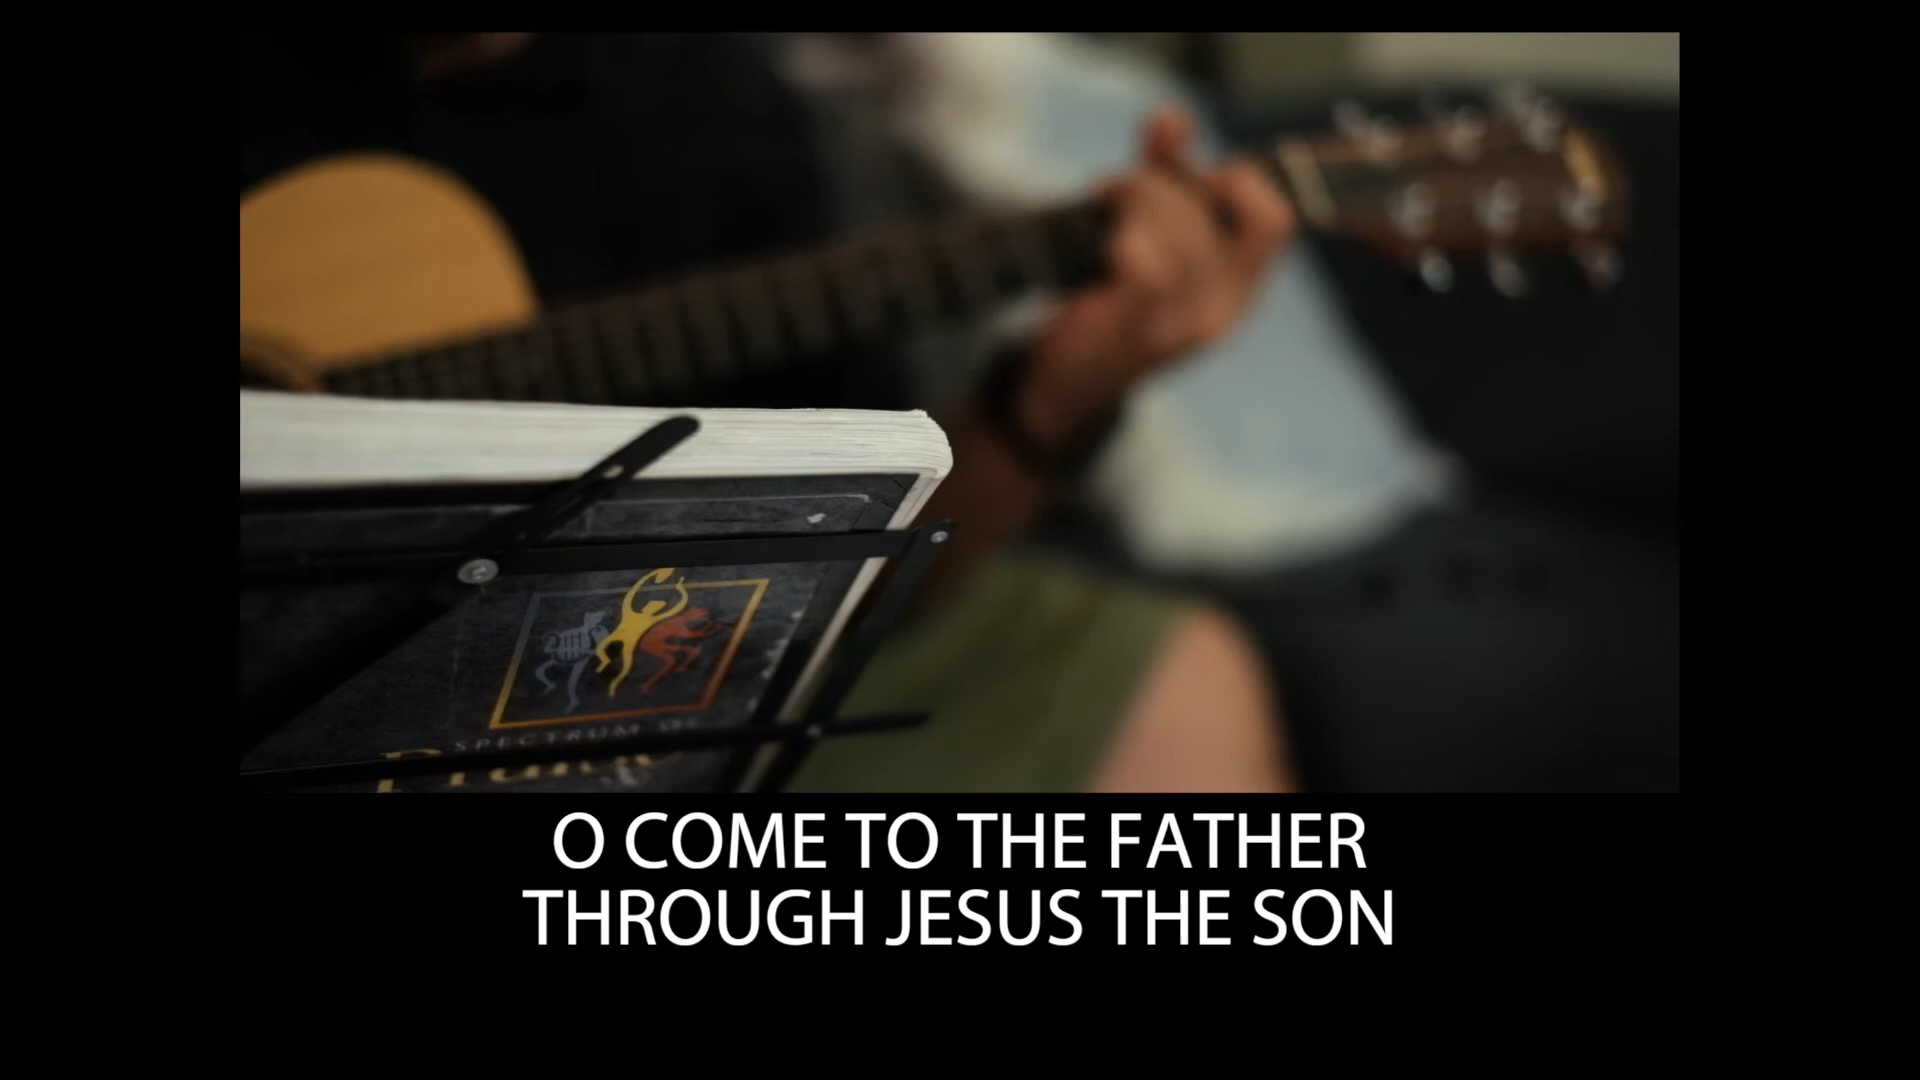 SPECTRUM OF
O COME TO THE FATHER
THROUGH JESUS THE SON